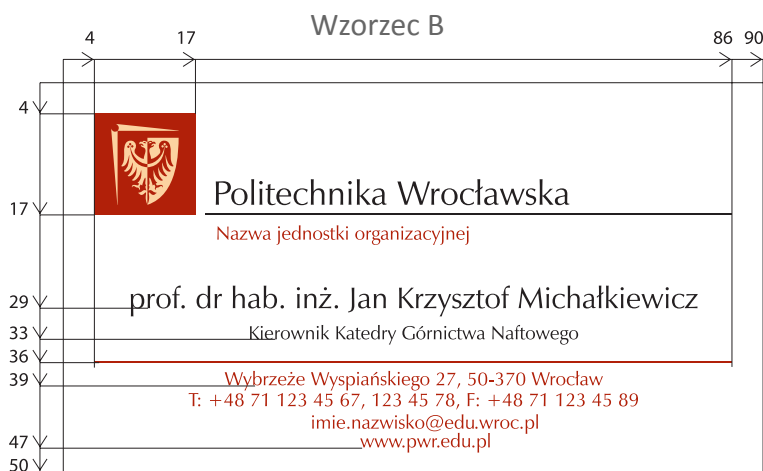 Wzorzec B
4 17 86 90
4
Politechnika Wrocławska
17
Nazwa jednostki organizacyjnej
29 prof. dr hab. inż. Jan Krzysztof Michałkiewicz
33 Kierownik Katedry Górnictwa Naftowego
36
39 Wybrzeże Wyspiańskiego 27, 50-370 Wrocław
T: +48 71 123 45 67, 123 45 78, F: +48 71 123 45 89
imie.nazwisko@edu.wroc.pl
47 www.pwr.edu.pl
50